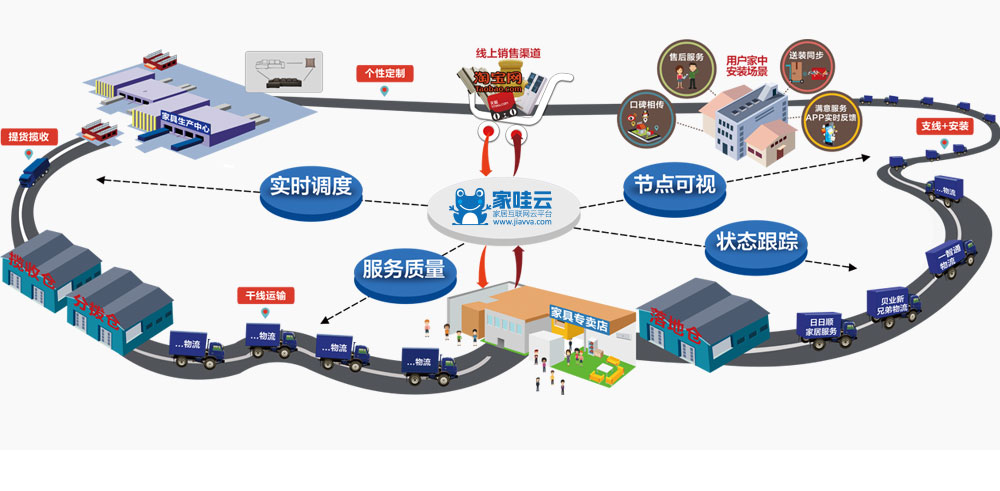 线上销售渠道
淘宝网
Taobao.com
个性定制
售后服务
用户家中
安装场景
送装同步
口碑相传
满意服务
APP实时反馈
家具生产中心
提货揽收
支线+安装
实时调度
节点可视
家哇云
家居互联网云平台
www.jiavva.com
...物流
服务质量
状态跟踪
一智通
物流
揽收仓
分拨仓
干线运输
贝业新
兄弟物流
家具专卖店
落地仓
日日顺
家居服务
...物流
...物流
...物流
...物流